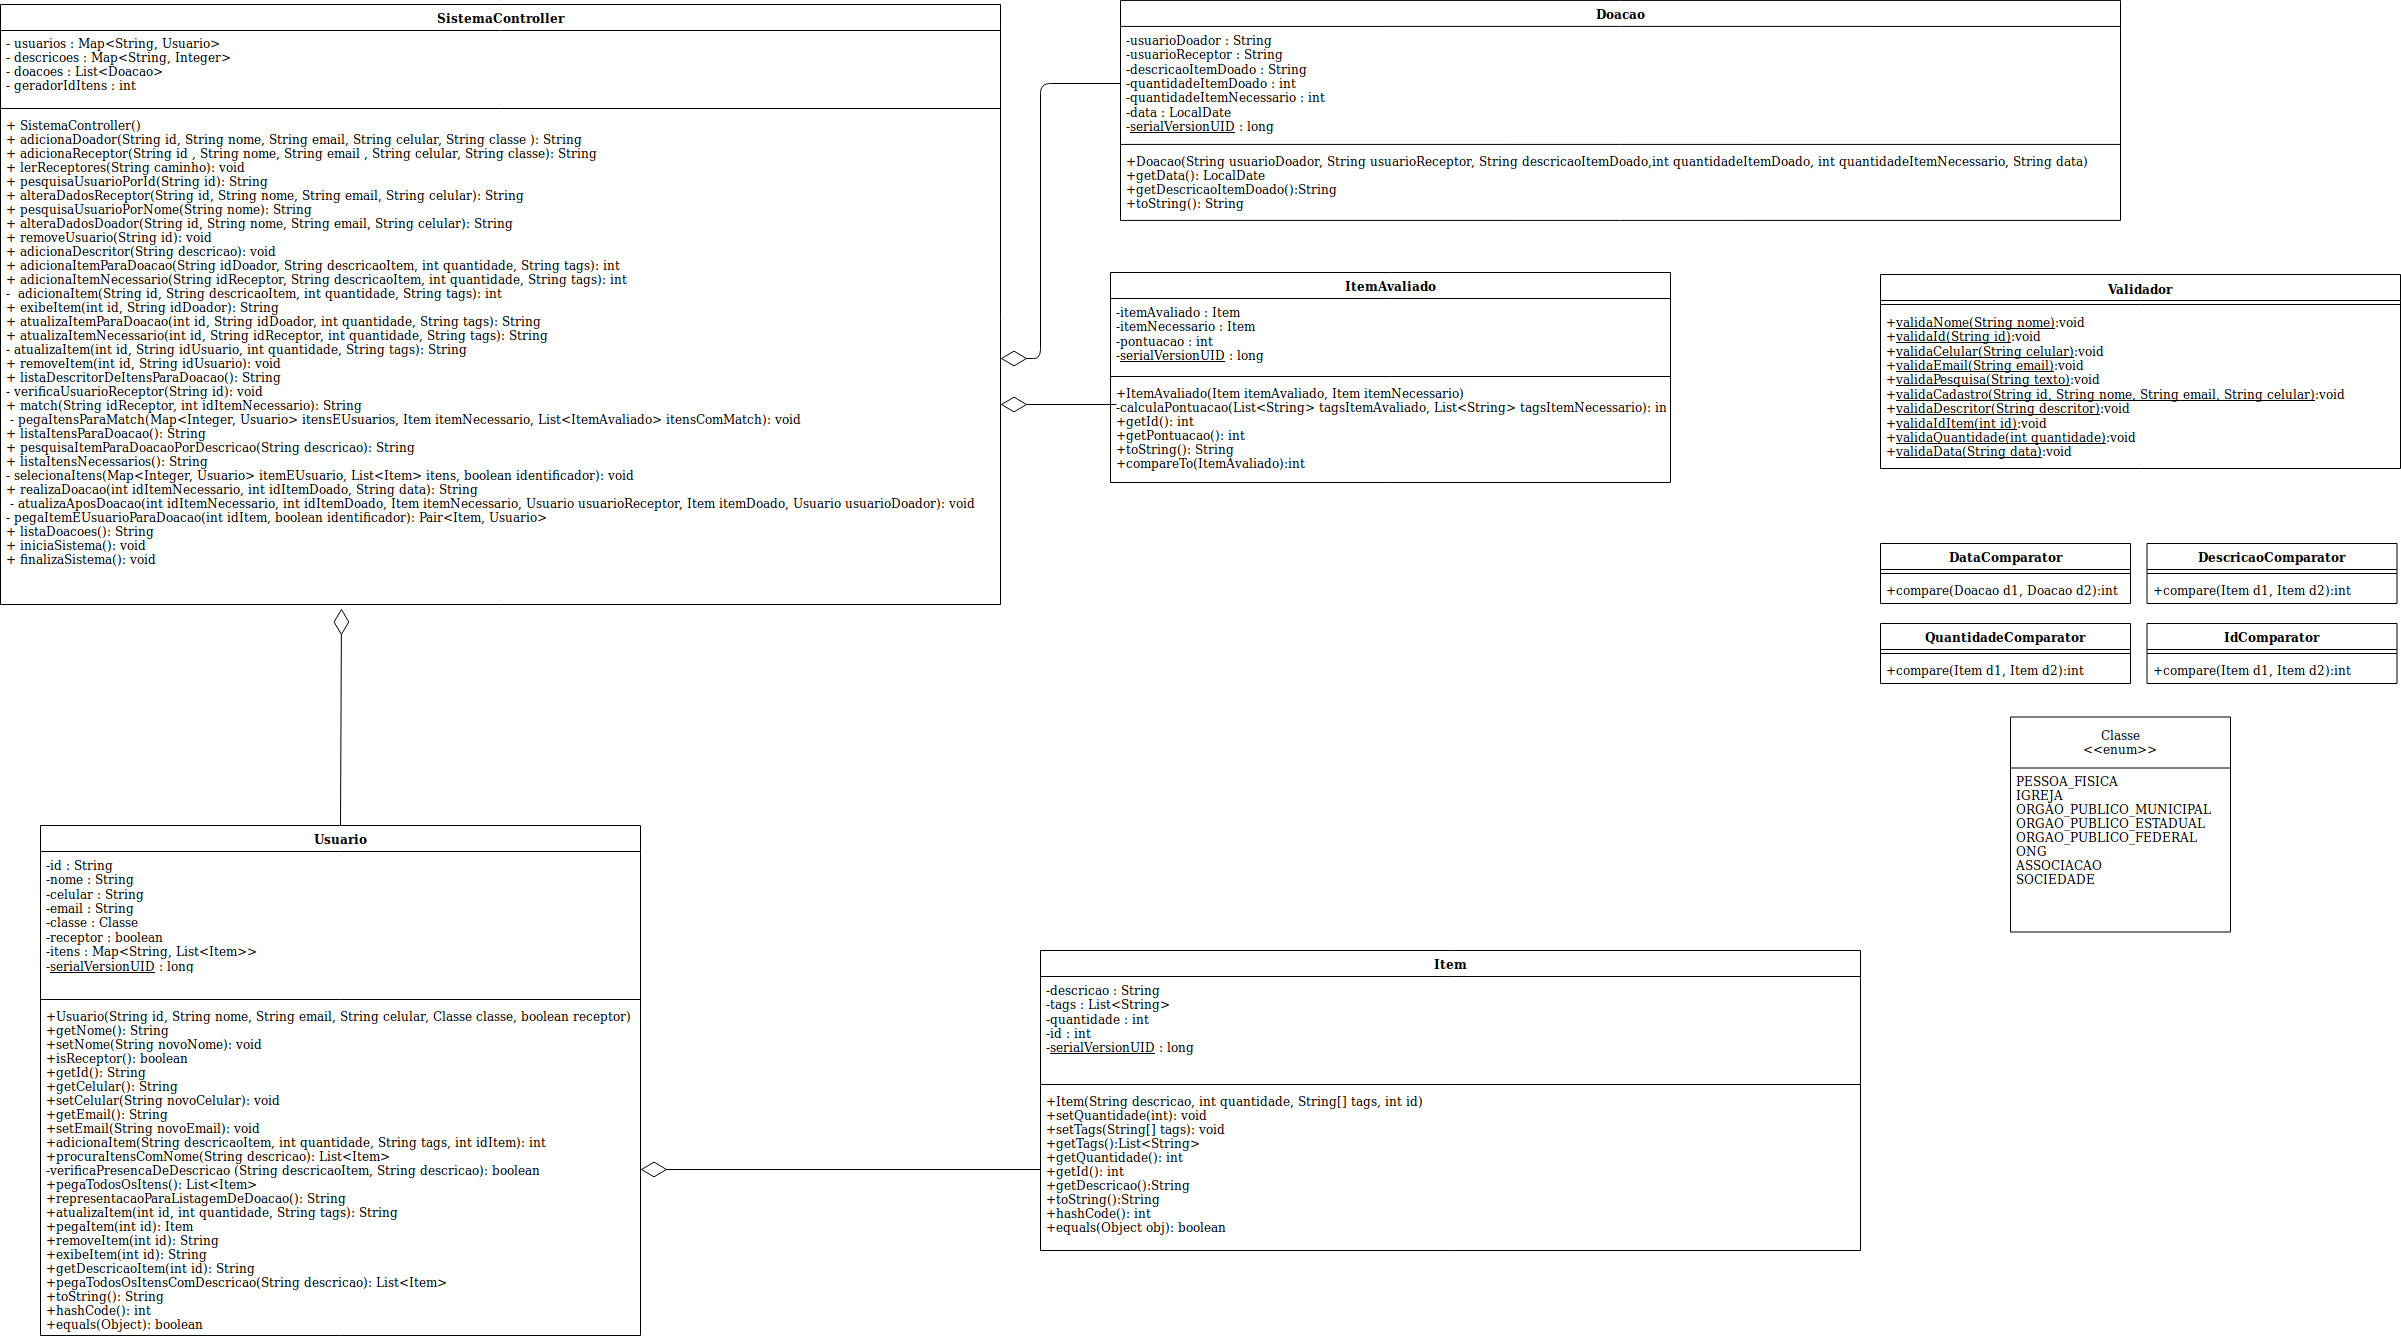 SistemaController
- usuarios : Map<String, Usuario>
- descricoes : Map<String, Integer>
- doacoes : List<Doacao>
- geradorIdItens : int
+ SistemaController()
+ adicionaDoador(String id, String nome, String email, String celular, String classe ): String
+ adicionaReceptor(String id , String nome, String email , String celular, String classe): String
+ lerReceptores(String caminho): void
+ pesquisaUsuarioPorId(String id): String
+ alteraDadosReceptor(String id, String nome, String email, String celular): String
+ pesquisaUsuarioPorNome(String nome): String
+ alteraDadosDoador(String id, String nome, String email, String celular): String
+ removeUsuario(String id): void
+ adicionaDescritor(String descricao): void
+ adicionaItemParaDoacao(String idDoador, String descricaoItem, int quantidade, String tags): int
+ adicionaItemNecessario(String idReceptor, String descricaoItem, int quantidade, String tags): int
- adicionaItem(String id, String descricaoItem, int quantidade, String tags): int
+ exibeItem(int id, String idDoador): String
+ atualizaItemParaDoacao(int id, String idDoador, int quantidade, String tags): String
+ atualizaItemNecessario(int id, String idReceptor, int quantidade, String tags): String
- atualizaItem(int id, String idUsuario, int quantidade, String tags): String
+ removeItem(int id, String idUsuario): void
+ listaDescritorDeItensParaDoacao(): String
- verificaUsuarioReceptor(String id): void
+ match(String idReceptor, int idItemNecessario): String
- pegaItensParaMatch(Map<Integer, Usuario> itensEUsuarios, Item itemNecessario, List<ItemAvaliado> itensComMatch): void
+ listaItensParaDoacao(): String
+ pesquisaItemParaDoacaoPorDescricao(String descricao): String
+ listaItensNecessarios(): String
- selecionaItens(Map<Integer, Usuario> itemEUsuario, List<Item> itens, boolean identificador): void
+ realizaDoacao(int idItemNecessario, int idItemDoado, String data): String
- atualizaAposDoacao(int idItemNecessario, int idItemDoado, Item itemNecessario, Usuario usuarioReceptor, Item itemDoado, Usuario usuarioDoador): void
- pegaItemEUsuarioParaDoacao(int idItem, boolean identificador): Pair<Item, Usuario>
+ listaDoacoes(): String
+ iniciaSistema(): void
+ finalizaSistema(): void
Doacao
-usuarioDoador : String
-usuarioReceptor : String
-descricaoItemDoado : String
-quantidadeItemDoado : int
-quantidadeItemNecessario : int
-data : LocalDate
-serialVersionUID : long
+Doacao(String usuarioDoador, String usuarioReceptor, String descricaoItemDoado,int quantidadeItemDoado, int quantidadeItemNecessario, String data)
+getData(): LocalDate
+getDescricaoItemDoado():String
+toString(): String
ItemAvaliado
-itemAvaliado : Item
-itemNecessario : Item
-pontuacao : int
-serialVersionUID : long
+ItemAvaliado(Item itemAvaliado, Item itemNecessario)
-calculaPontuacao(List<String> tagsItemAvaliado, List<String> tagsItemNecessario): in
+getId(): int
+getPontuacao(): int
+toString(): String
+compareTo(ItemAvaliado):int
Validador
+validaNome(String nome):void
+validaId(String id):void
+validaCelular(String celular):void
+validaEmail(String email):void
+validaPesquisa(String texto):void
+validaCadastro(String id, String nome, String email, String celular):void
+validaDescritor(String descritor):void
+validaIdItem(int id):void
+validaQuantidade(int quantidade):void
+validaData(String data):void
DataComparator
+compare(Doacao d1, Doacao d2):int
DescricaoComparator
+compare(Item d1, Item d2):int
QuantidadeComparator
+compare(Item d1, Item d2):int
IdComparator
+compare(Item d1, Item d2):int
Classe
<<enum>>
PESSOA_FISICA
IGREJA
ORGAO_PUBLICO_MUNICIPAL
ORGAO_PUBLICO_ESTADUAL
ORGAO_PUBLICO_FEDERAL
ONG
ASSOCIACAO
SOCIEDADE
Usuario
-id : String
-nome : String
-celular : String
-email : String
-classe : Classe
-receptor : boolean
-itens : Map<String, List<Item>>
-serialVersionUID : long
+Usuario(String id, String nome, String email, String celular, Classe classe, boolean receptor)
+getNome(): String
+setNome(String novoNome): void
+isReceptor(): boolean
+getId(): String
+getCelular(): String
+setCelular(String novoCelular): void
+getEmail(): String
+setEmail(String novoEmail): void
+adicionaItem(String descricaoItem, int quantidade, String tags, int idItem): int
+procuraItensComNome(String descricao): List<Item>
-verificaPresencaDeDescricao (String descricaoItem, String descricao): boolean
+pegaTodosOsItens(): List<Item>
+representacaoParaListagemDeDoacao(): String
+atualizaItem(int id, int quantidade, String tags): String
+pegaItem(int id): Item
+removeItem(int id): String
+exibeItem(int id): String
+getDescricaoItem(int id): String
+pegaTodosOsItensComDescricao(String descricao): List<Item>
+toString(): String
+hashCode(): int
+equals(Object): boolean
Item
-descricao : String
-tags : List<String>
-quantidade : int
-id : int
-serialVersionUID : long
+Item(String descricao, int quantidade, String[] tags, int id)
+setQuantidade(int): void
+setTags(String[] tags): void
+getTags():List<String>
+getQuantidade(): int
+getId(): int
+getDescricao():String
+toString():String
+hashCode(): int
+equals(Object obj): boolean